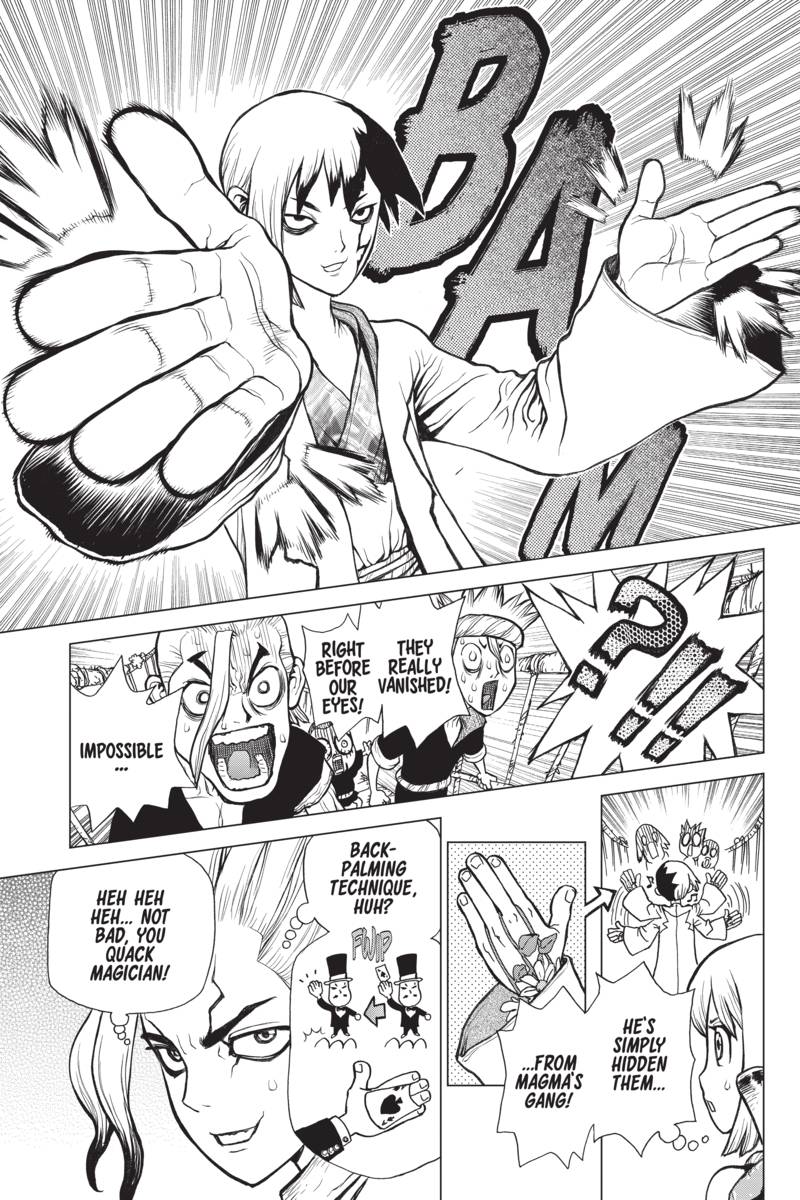 BAM
?!!
THEY
REALLY
VANISHED!
RIGHT
BEFORE
OUR
EYES!
IMPOSSIBLE
...
HE'S
SIMPLY
HIDDEN
THEM...
...FROM
MAGMA'S
GANG!
BACK-
PALMING
TECHNIQUE,
HUH?
FWIP
HEH HEH
HEH... NOT
BAD, YOU
QUACK
MAGICIAN!